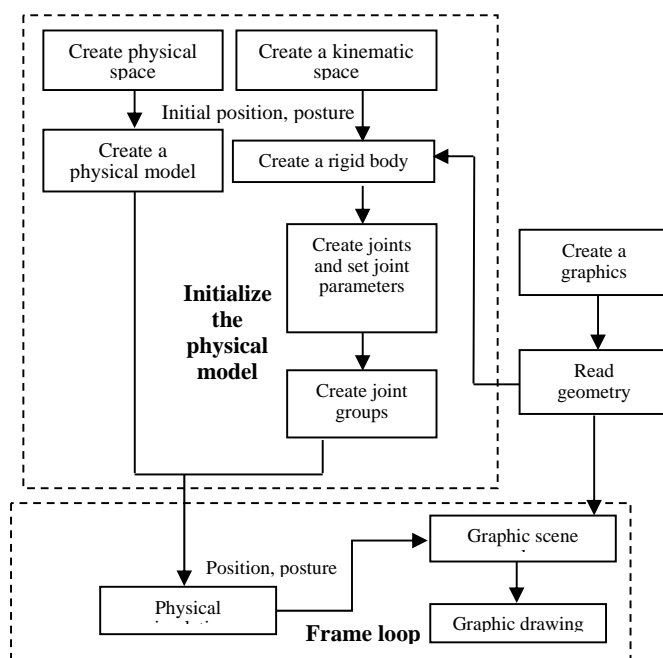 Create physical
space
Create a kinematic
space
Initial position, posture
Create a
physical model
Create a rigid body
Create joints
and set joint
parameters
Create a
graphics
Initialize
the
physical
model
Read
geometry
Create joint
groups
Graphic scene
Position, posture
Physical
Frame loop
Graphic drawing